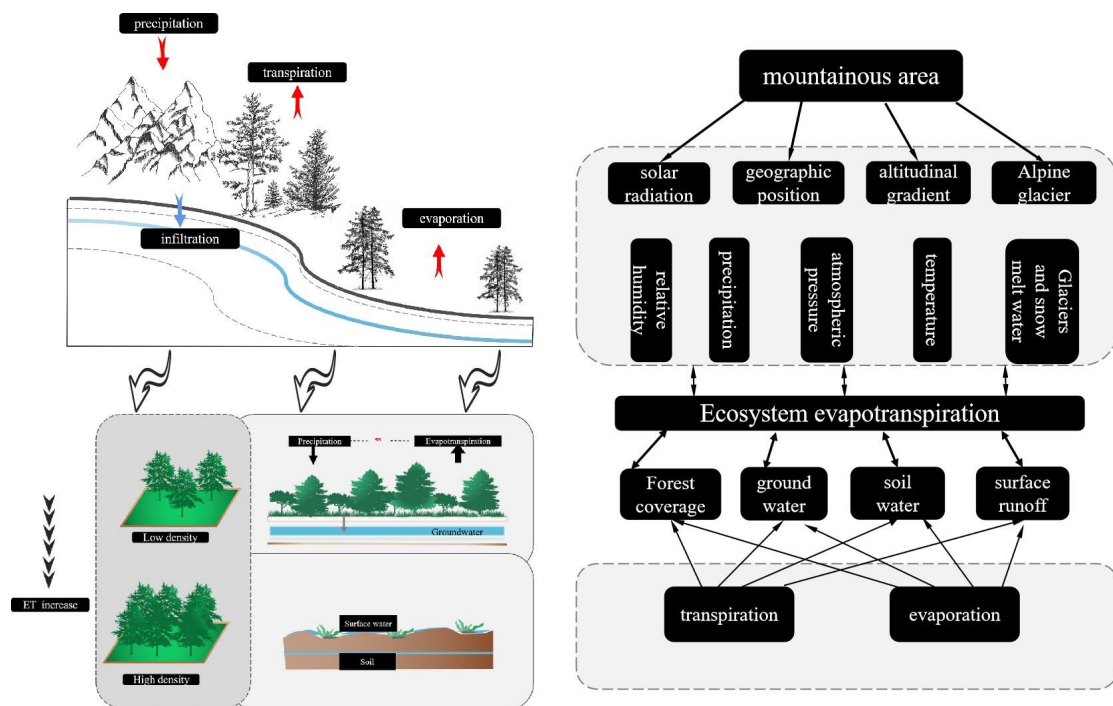 precipitation
transpiration
evaporation
infiltration
Precipitation
<<
Evapotranspiration
Groundwater
Low density
ET increase
High density
Surface water
Soil
mountainous area
solar
radiation
geographic
position
altitudinal
gradient
Alpine
glacier
relative
humidity
precipitation
atmospheric
pressure
temperature
Glaciers
and snow
melt water
Ecosystem evapotranspiration
Forest
coverage
ground
water
soil
water
surface
runoff
transpiration
evaporation